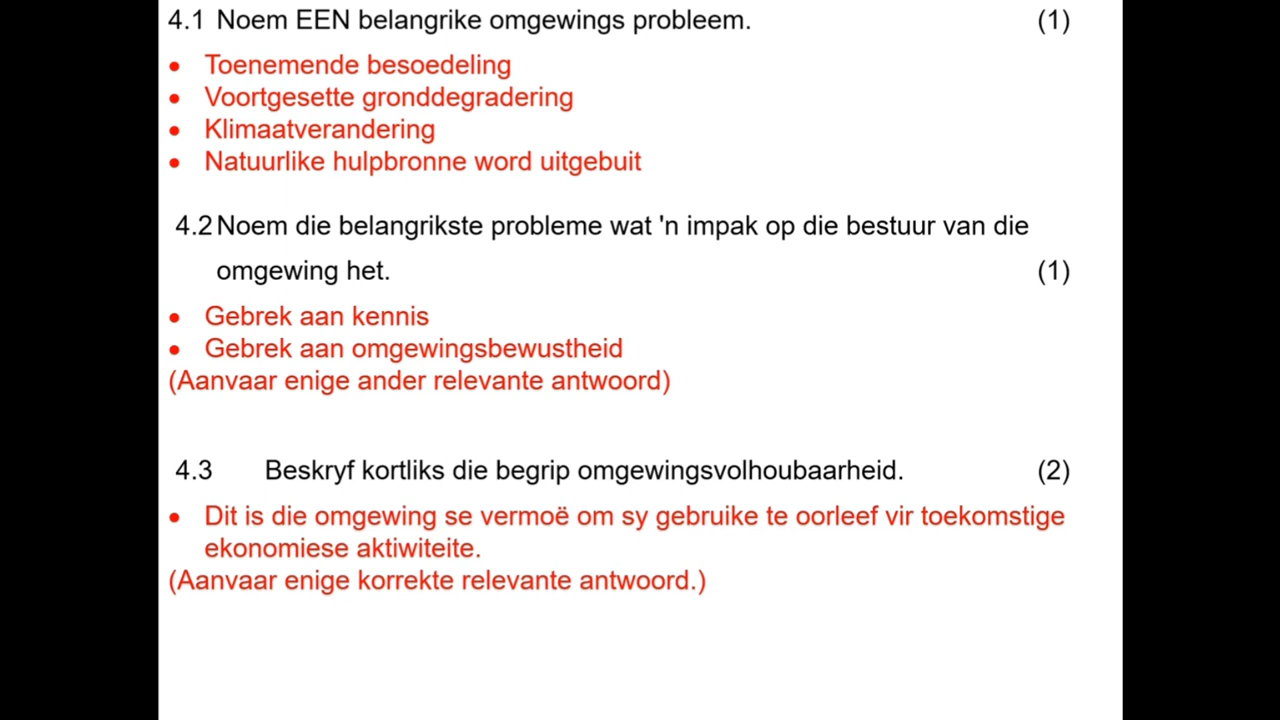 4.1 Noem EEN belangrike omgewings probleem. (1)
• Toenemende besoedeling
• Voortgesette gronddegradering
• Klimaatverandering
• Natuurlike hulpbronne word uitgebuit
4.2 Noem die belangrikste probleme wat 'n impak op die bestuur van die
omgewing het. (1)
• Gebrek aan kennis
• Gebrek aan omgewingsbewustheid
(Aanvaar enige ander relevante antwoord)
4.3 Beskryf kortliks die begrip omgewingsvolhoubaarheid. (2)
• Dit is die omgewing se vermoë om sy gebruike te oorleef vir toekomstige
ekonomiese aktiwiteite.
(Aanvaar enige korrekte relevante antwoord.)